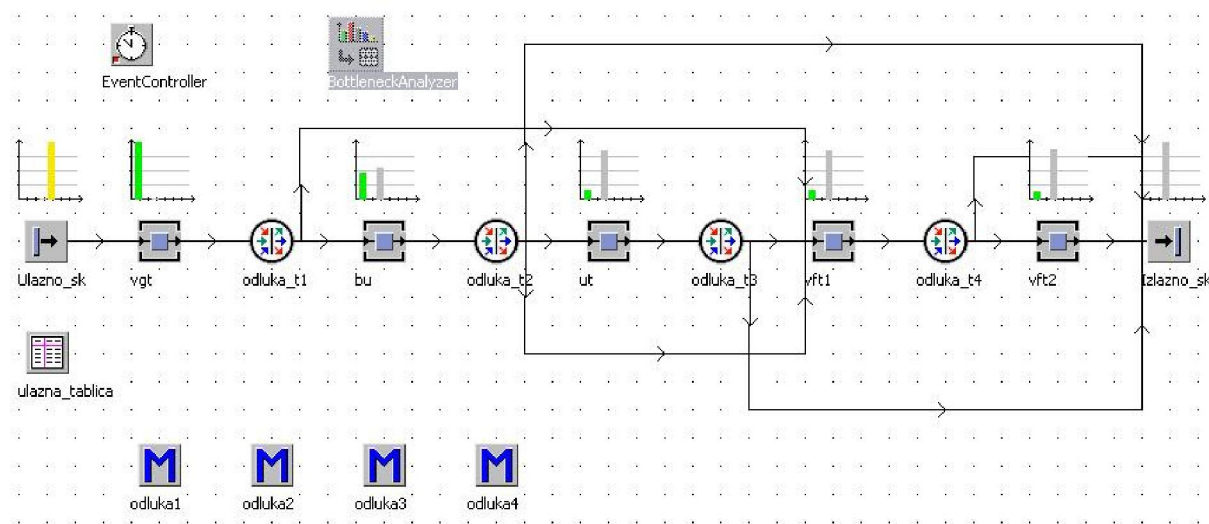 EventController
BottleneckAnalyzer
Ulazno_sk
vgt
odluka_t1
bu
odluka_t2
ut
odluka_t3
vft1
odluka_t4
vft2
Izlazno_sk
ulazna_tablica
M
M
M
M
odluka1
odluka2
odluka3
odluka4